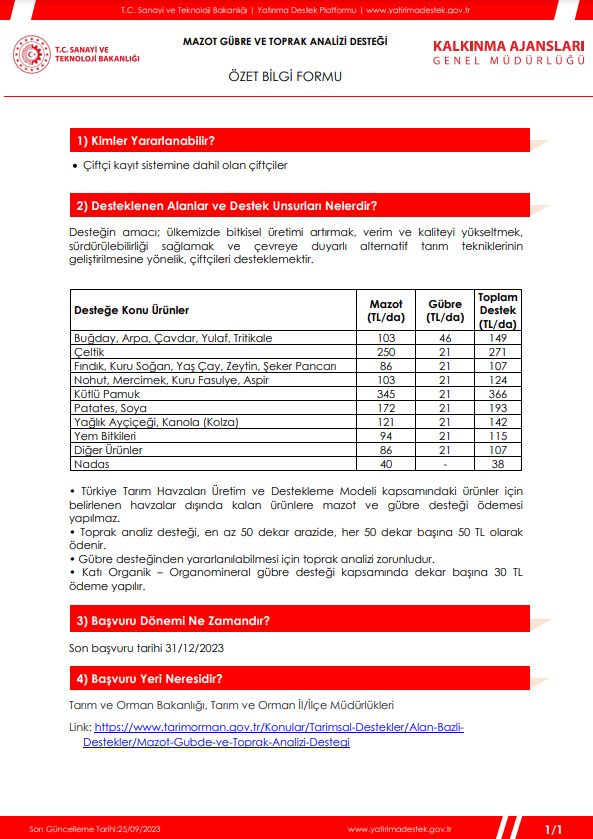 T.C. Sanayi ve Teknoloji Bakanlığı | Yatırıma Destek Platformu | www.yatirimadestek.gov.tr
T.C. SANAYİ VE
TEKNOLOJİ BAKANLIĞI
MAZOT GÜBRE VE TOPRAK ANALİZİ DESTEĞİ
ÖZET BİLGİ FORMU
KALKINMA AJANSLARI
GENEL MÜDÜRLÜĞÜ
1) Kimler Yararlanabilir?
• Çiftçi kayıt sistemine dahil olan çiftçiler
2) Desteklenen Alanlar ve Destek Unsurları Nelerdir?
Desteğin amacı; ülkemizde bitkisel üretimi artırmak, verim ve kaliteyi yükseltmek,
sürdürülebilirliği sağlamak ve çevreye duyarlı alternatif tarım tekniklerinin
geliştirilmesine yönelik, çiftçileri desteklemektir.
Desteğe Konu Ürünler Mazot (TL/da) Gübre (TL/da) Toplam Destek (TL/da)
Buğday, Arpa, Çavdar, Yulaf, Tritikale 103 46 149
Çeltik 250 21 271
Fındık, Kuru Soğan, Yaş Çay, Zeytin, Şeker Pancarı 86 21 107
Nohut, Mercimek, Kuru Fasulye, Aspir 103 21 124
Kütlü Pamuk 345 21 366
Patates, Soya 172 21 193
Yağlık Ayçiçeği, Kanola (Kolza) 121 21 142
Yem Bitkileri 94 21 115
Diğer Ürünler 86 21 107
Nadas 40 - 38
• Türkiye Tarım Havzaları Üretim ve Destekleme Modeli kapsamındaki ürünler için
belirlenen havzalar dışında kalan ürünlere mazot ve gübre desteği ödemesi
yapılmaz.
• Toprak analiz desteği, en az 50 dekar arazide, her 50 dekar başına 50 TL olarak
ödenir.
• Gübre desteğinden yararlanılabilmesi için toprak analizi zorunludur.
• Katı Organik – Organomineral gübre desteği kapsamında dekar başına 30 TL
ödeme yapılır.
3) Başvuru Dönemi Ne Zamandır?
Son başvuru tarihi 31/12/2023
4) Başvuru Yeri Neresidir?
Tarım ve Orman Bakanlığı, Tarım ve Orman İl/İlçe Müdürlükleri
Link: https://www.tarimorman.gov.tr/Konular/Tarimsal-Destekler/Alan-Bazli-
Destekler/Mazot-Gubde-ve-Toprak-Analizi-Destegi
Son Güncelleme Tarihi:25/09/2023
www.yatirimadestek.gov.tr
1/1